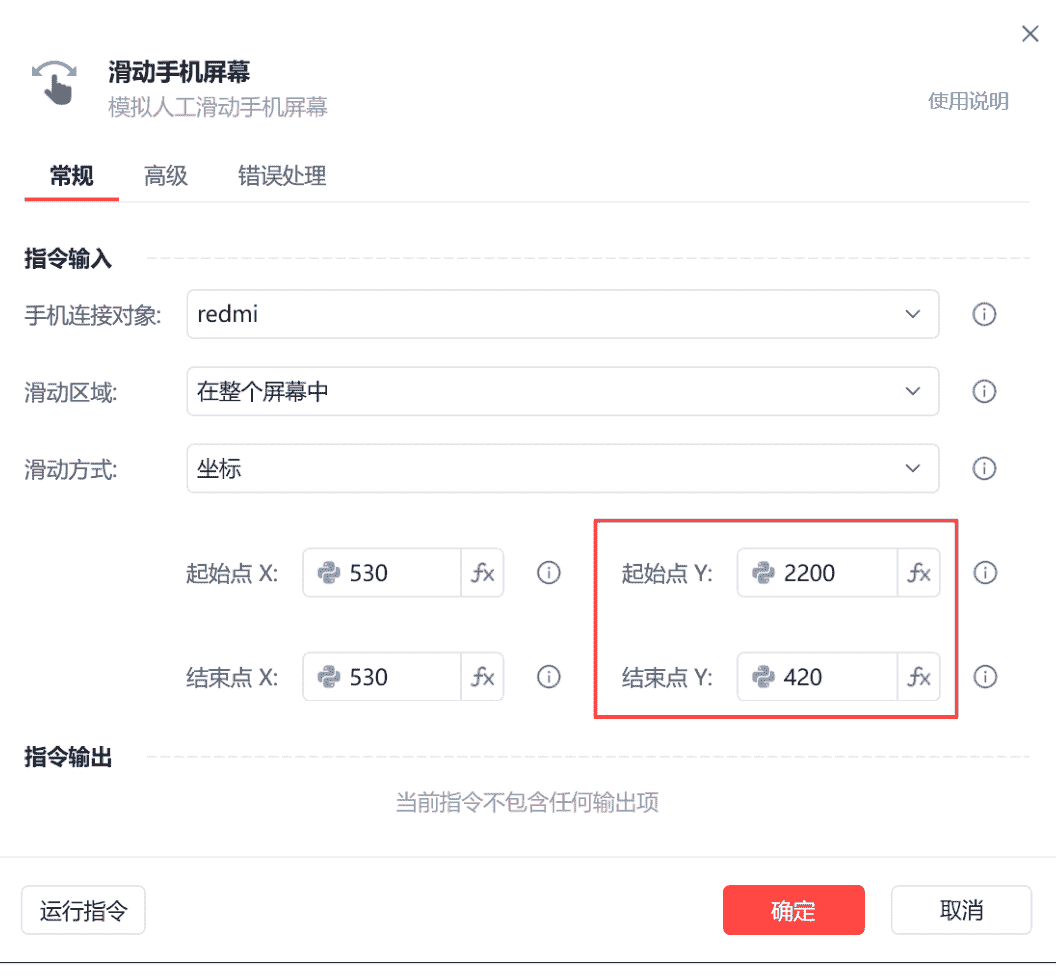 滑动手机屏幕
模拟人工滑动手机屏幕
使用说明
常规 高级 错误处理
指令输入
手机连接对象: redmi
滑动区域: 在整个屏幕中
滑动方式: 坐标
起始点 X: 530 fx 起始点 Y: 2200 fx
结束点 X: 530 fx 结束点 Y: 420 fx
指令输出
当前指令不包含任何输出项
运行指令 确定 取消